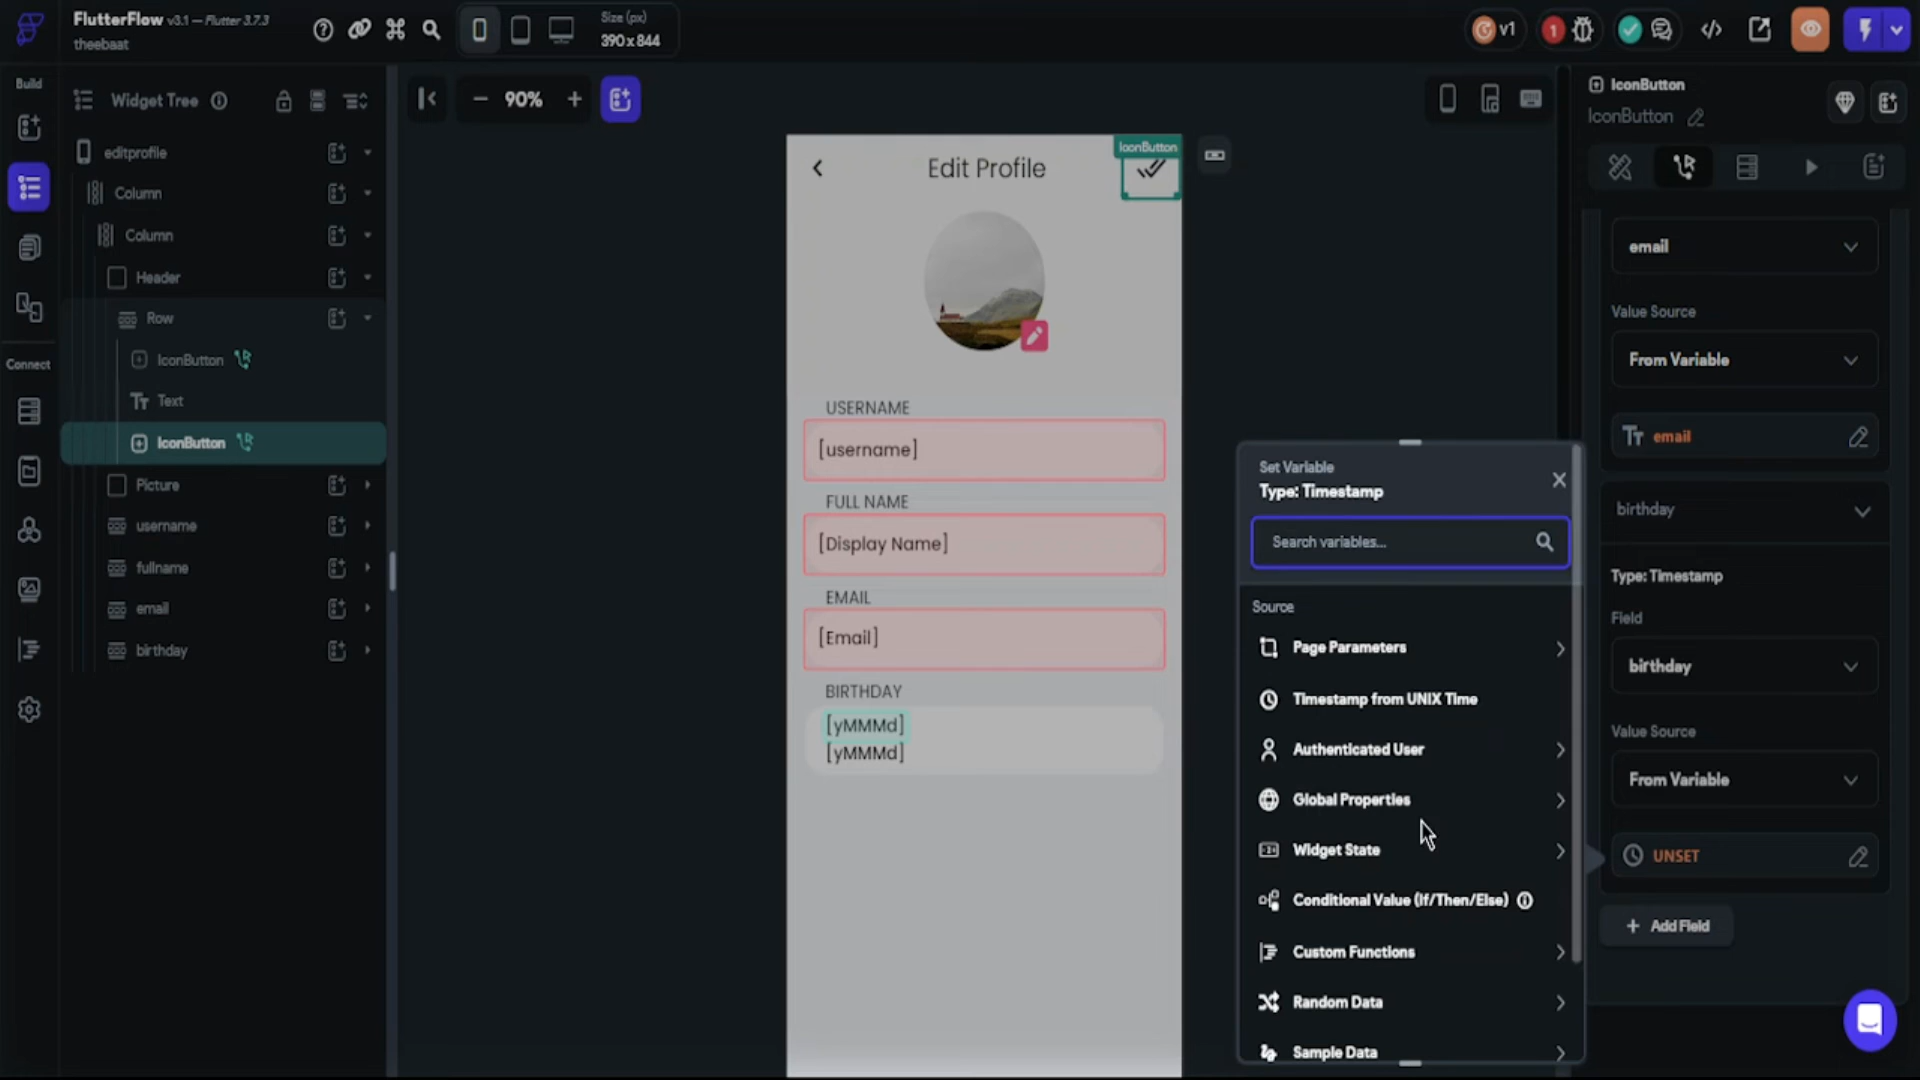 FlutterFlow v3.1 — Flutter 3.7.3
theebaat
Size (px)
390 x 844
v1
1
Build
Connect
Widget Tree
editprofile
Column
Column
Header
Row
IconButton
Text
IconButton
Picture
username
fullname
email
birthday
90%
IconButton
Edit Profile
USERNAME
[username]
FULL NAME
[Display Name]
EMAIL
[Email]
BIRTHDAY
[yMMMd]
[yMMMd]
Set Variable
Type: Timestamp
Search variables...
Source
Page Parameters
Timestamp from UNIX Time
Authenticated User
Global Properties
Widget State
Conditional Value (If/Then/Else)
Custom Functions
Random Data
Sample Data
IconButton
IconButton
email
Value Source
From Variable
email
birthday
Type: Timestamp
Field
birthday
Value Source
From Variable
UNSET
+ Add Field